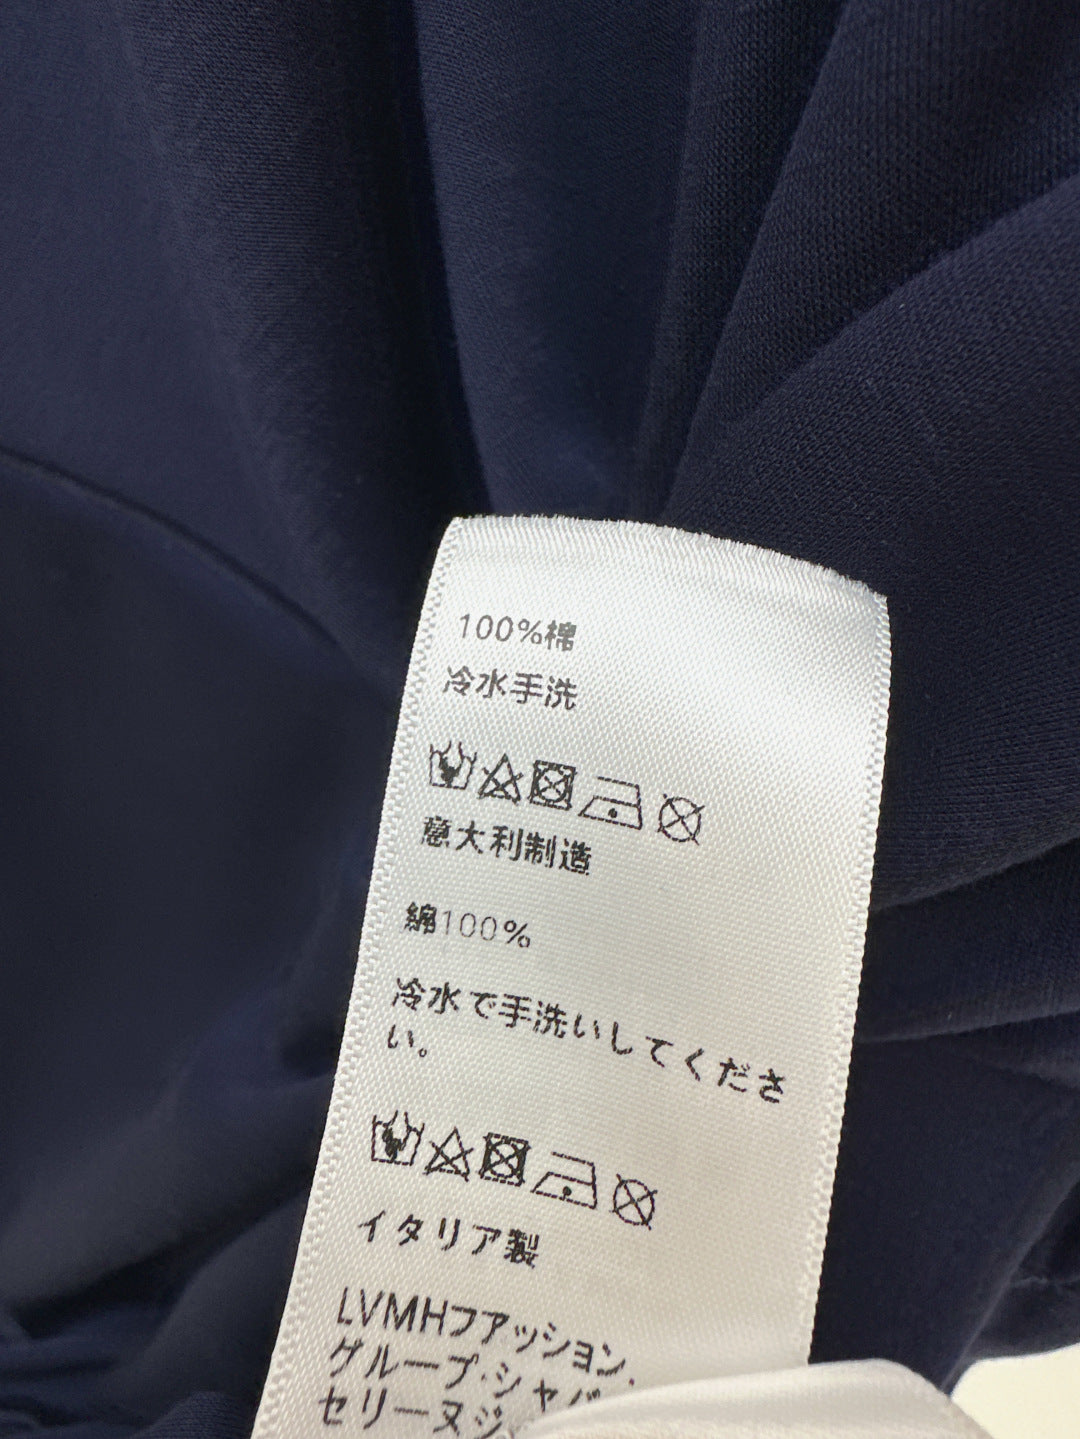 100%棉
冷水手洗
意大利制造
綿100%
冷水で手洗いしてくださ
い。
イタリア製
LVMHファッション.
グループ·シャパ
セリーヌジ